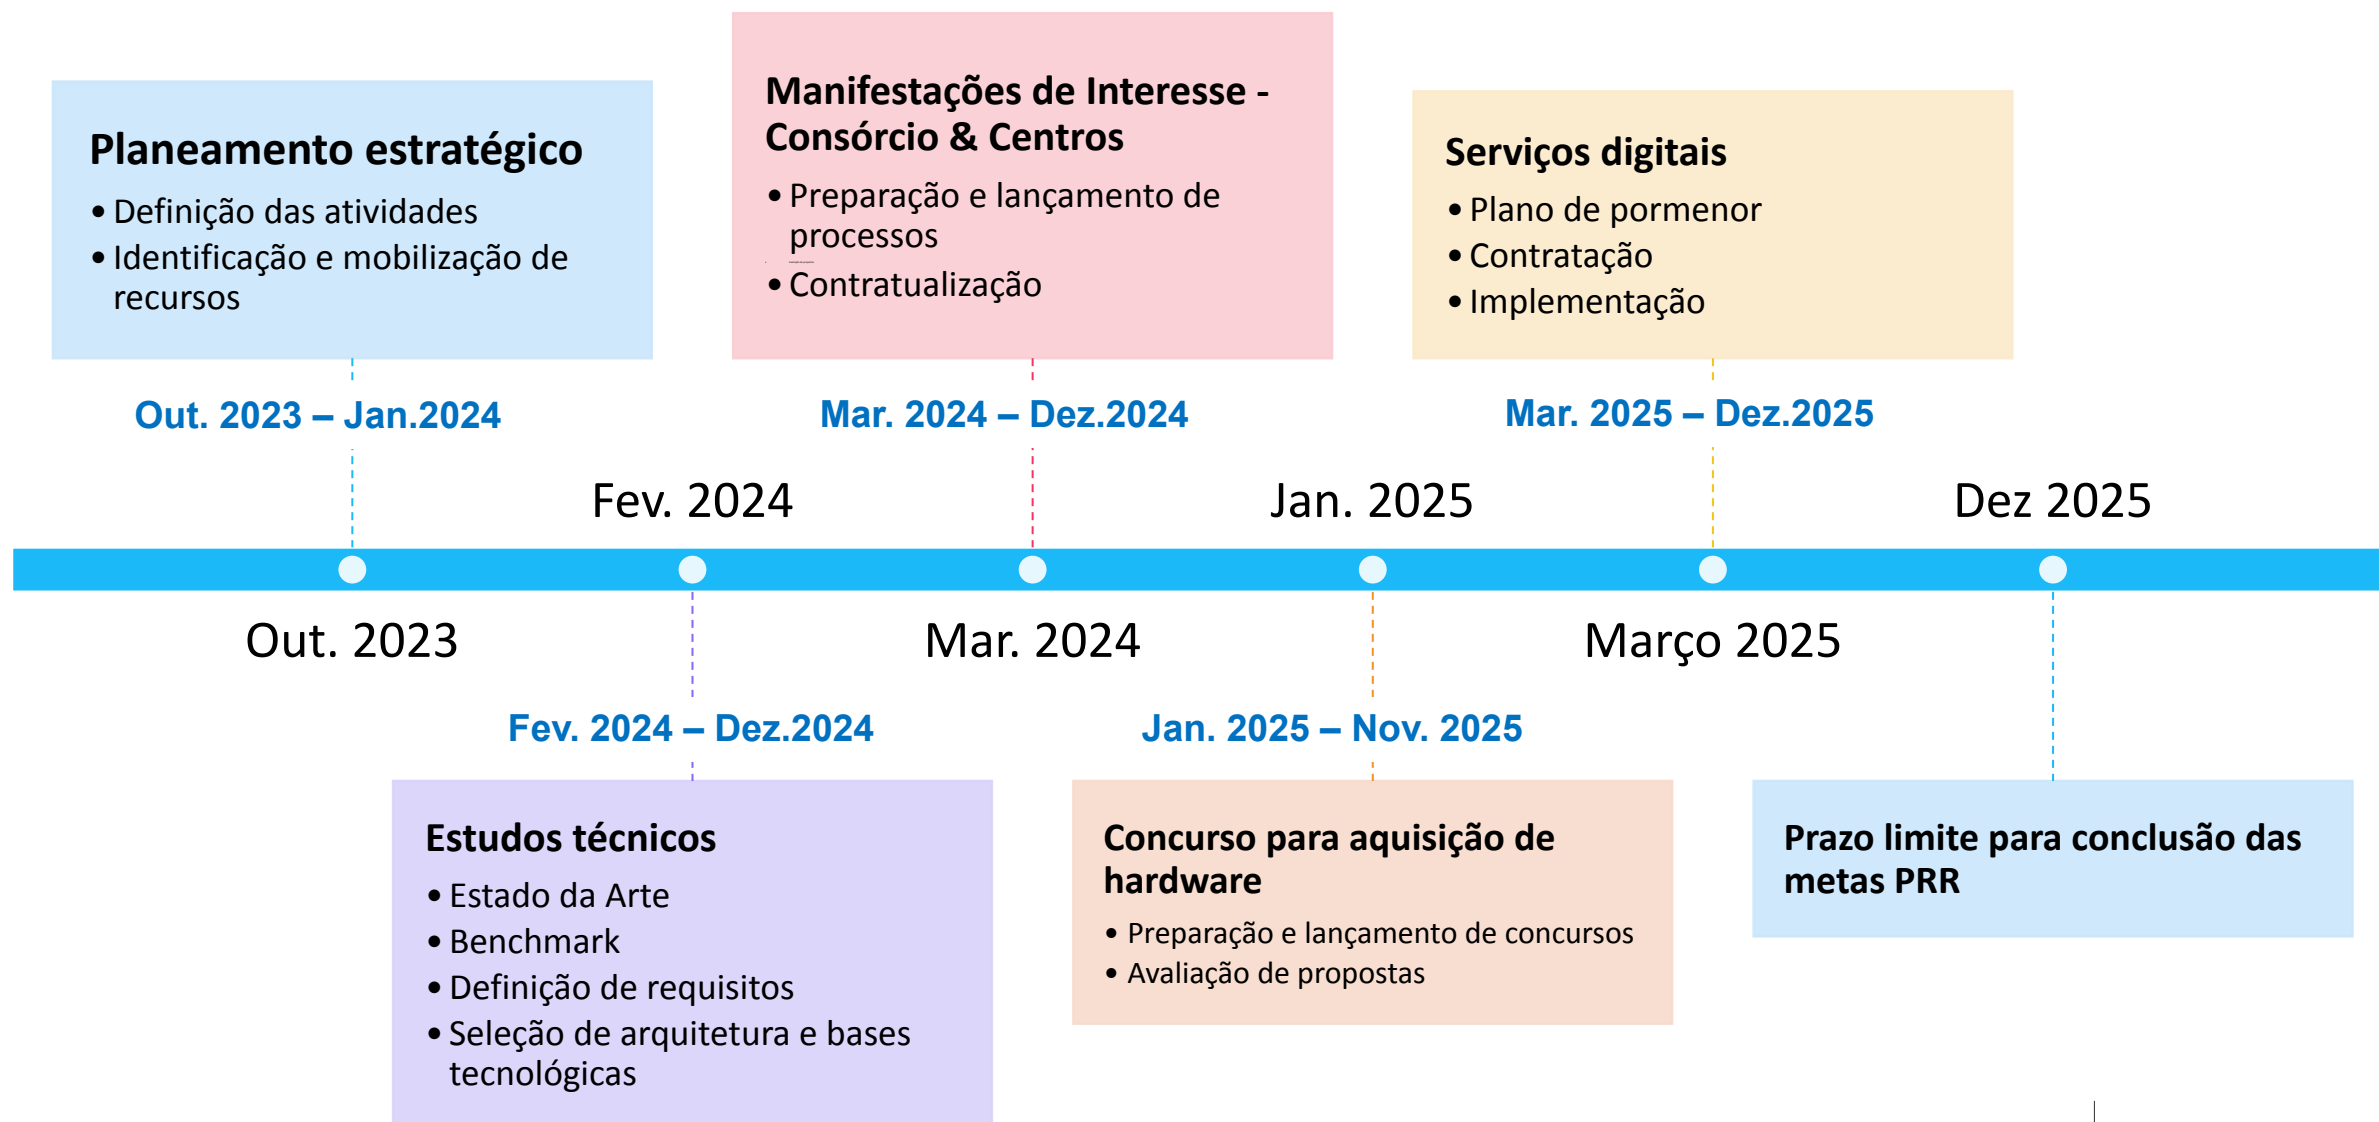 Planeamento estratégico
• Definição das atividades
• Identificação e mobilização de
recursos
Out. 2023 – Jan.2024
Manifestações de Interesse -
Consórcio & Centros
• Preparação e lançamento de
processos
• Contratualização
Mar. 2024 – Dez.2024
Serviços digitais
• Plano de pormenor
• Contratação
• Implementação
Mar. 2025 – Dez.2025
Fev. 2024
Jan. 2025
Dez 2025
Out. 2023
Mar. 2024
Março 2025
Fev. 2024 – Dez.2024
Estudos técnicos
• Estado da Arte
• Benchmark
• Definição de requisitos
• Seleção de arquitetura e bases
tecnológicas
Jan. 2025 – Nov. 2025
Concurso para aquisição de
hardware
• Preparação e lançamento de concursos
• Avaliação de propostas
Prazo limite para conclusão das
metas PRR